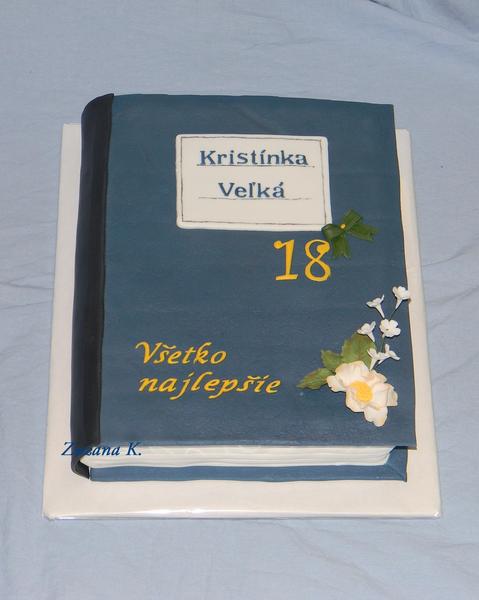 Kristínka
Veľká
18
Všetko
najlepšie
Zuzana K.